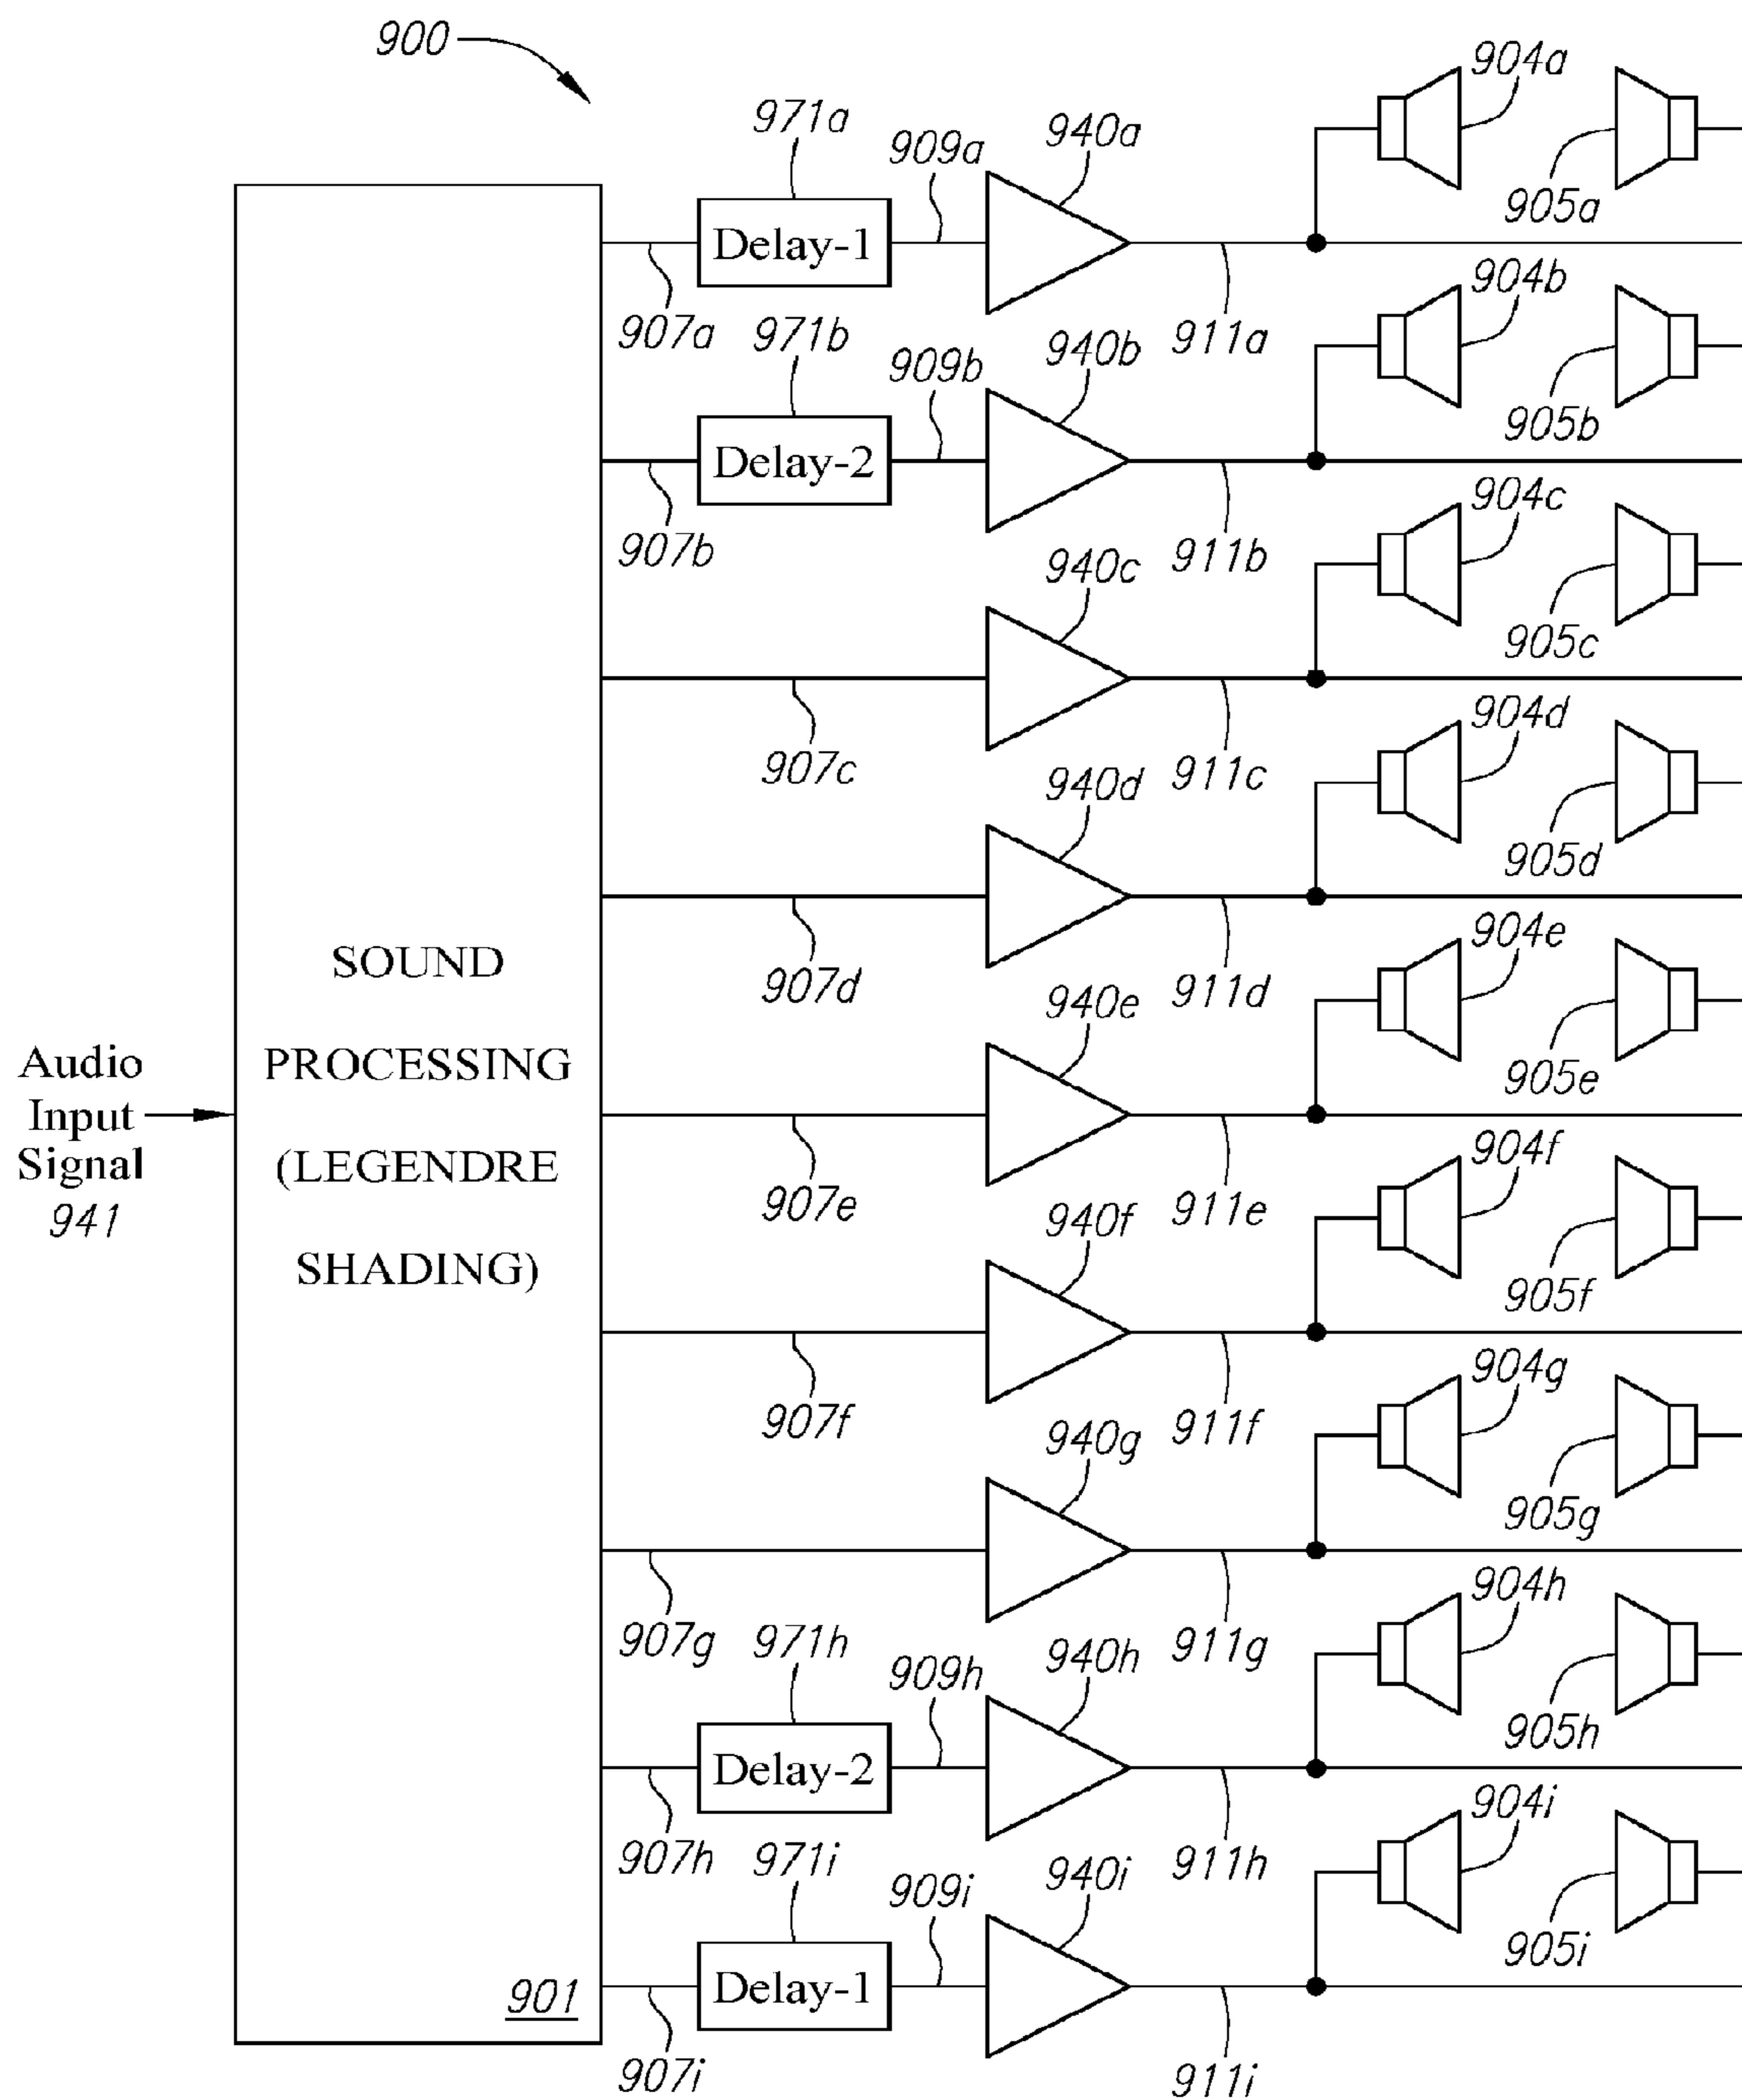 900
904a
971a
940a
909a
905a
Delay-1
904b
907a
971b
940b
911a
909b
905b
Delay-2
904c
907b
940c
911b
905c
904d
907c
940d
911c
905d
904e
SOUND
907d
940e
911d
PROCESSING
Audio
905e
Input
904f
(LEGENDRE
Signal
907e
940f
911e
941
SHADING)
905f
904g
907f
940g
911f
905g
904h
907g
971h
940h
911g
909h
905h
Delay-2
904i
907h
971i
940i
911h
909i
905i
Delay-1
901
907i
911i